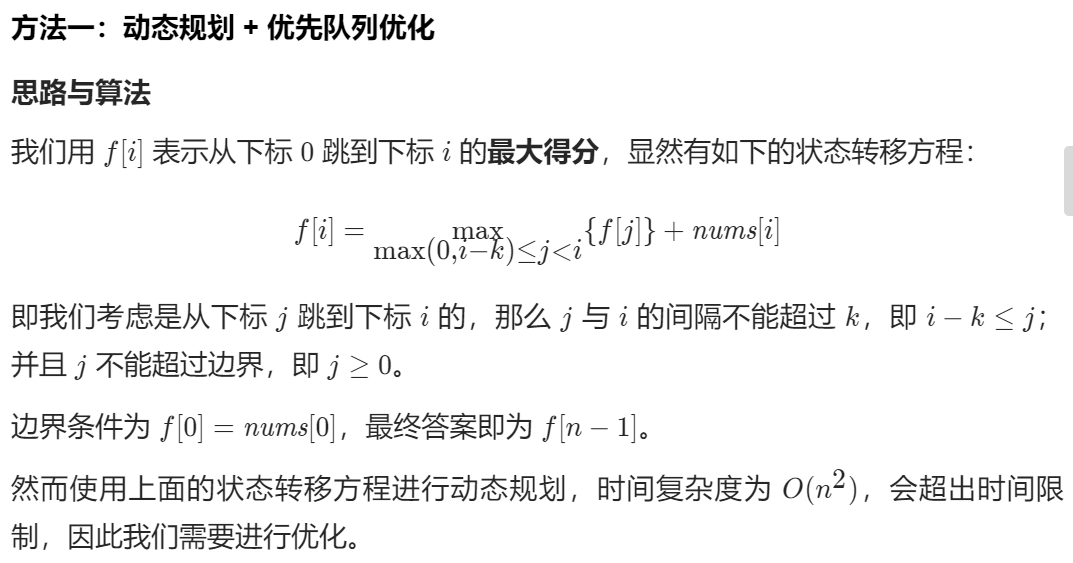 方法一：动态规划 + 优先队列优化
思路与算法
我们用 f[i] 表示从下标 0 跳到下标 i 的最大得分，显然有如下的状态转移方程：
f[i] = max max(0,i−k)≤j<i {f[j]} + nums[i]
即我们考虑是从下标 j 跳到下标 i 的，那么 j 与 i 的间隔不能超过 k，即 i − k ≤ j；
并且 j 不能超过边界，即 j ≥ 0。
边界条件为 f[0] = nums[0]，最终答案即为 f[n − 1]。
然而使用上面的状态转移方程进行动态规划，时间复杂度为 O(n²)，会超出时间限
制，因此我们需要进行优化。